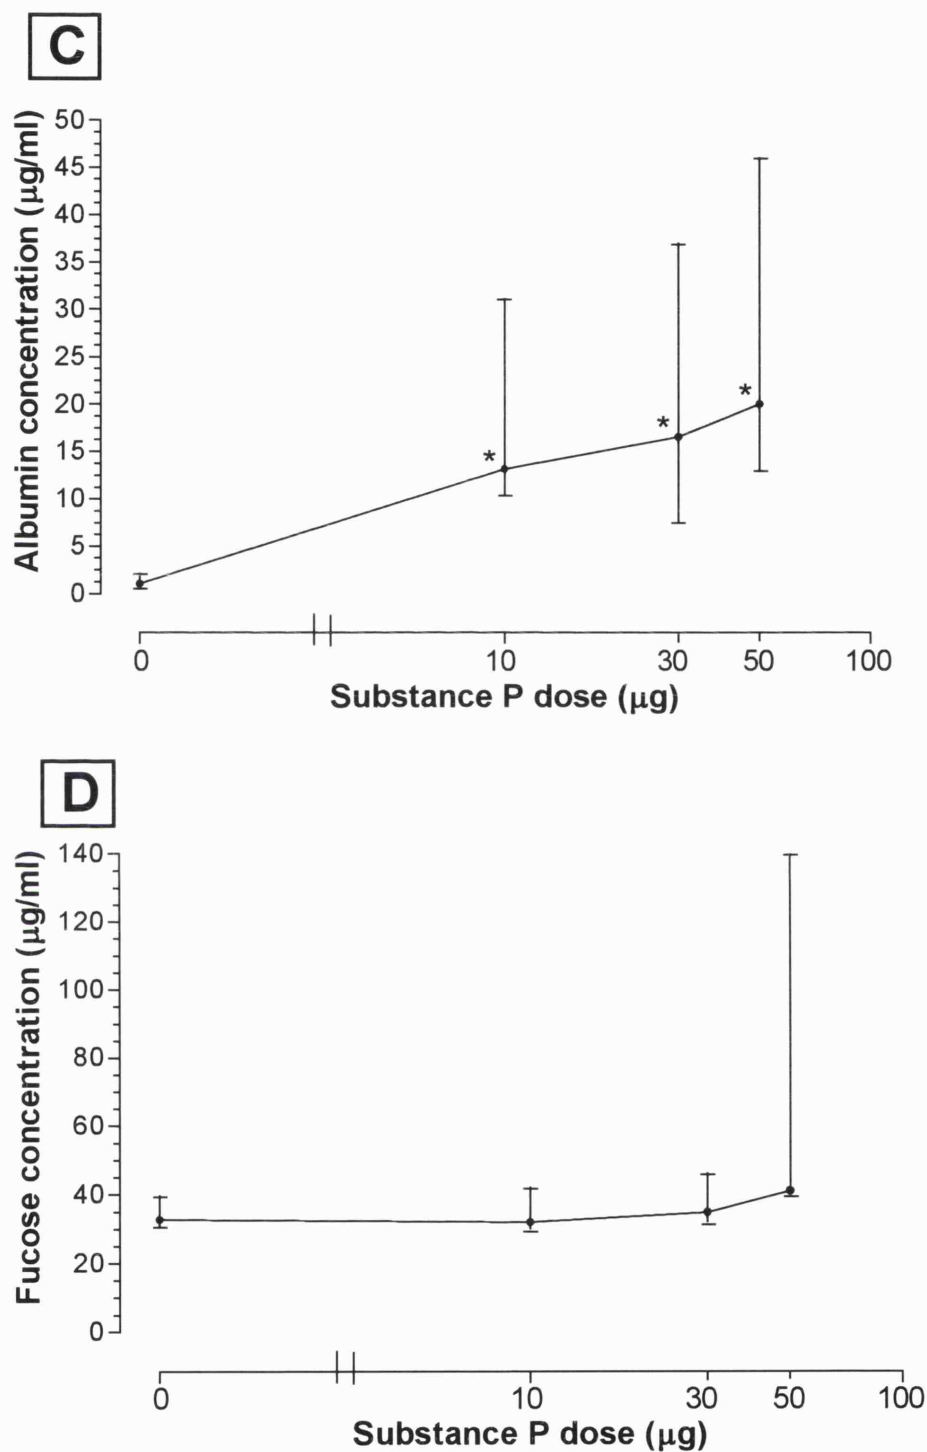 C
Albumin concentration (μg/ml)
50
45
40
35
30
25
20
15
10
5
0
*
*
*
0 10 30 50 100
Substance P dose (μg)
D
Fucose concentration (μg/ml)
140
120
100
80
60
40
20
0
0 10 30 50 100
Substance P dose (μg)